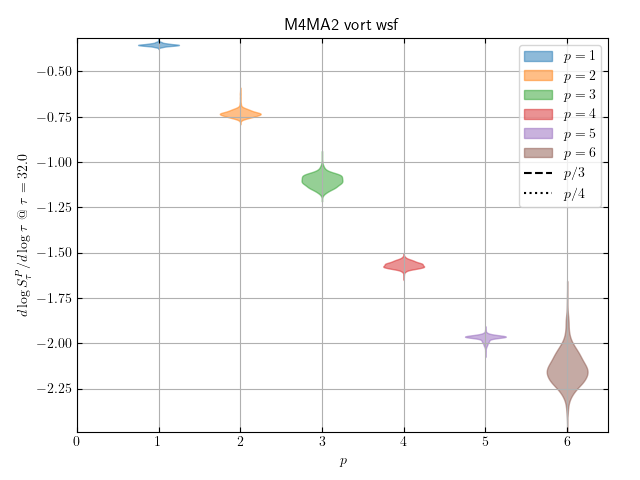 M4MA2 vort wsf
d log S_τ^P / d log τ @ τ = 32.0
−0.50
−0.75
−1.00
−1.25
−1.50
−1.75
−2.00
−2.25
p = 1
p = 2
p = 3
p = 4
p = 5
p = 6
p/3
p/4
0 1 2 3 4 5 6
p